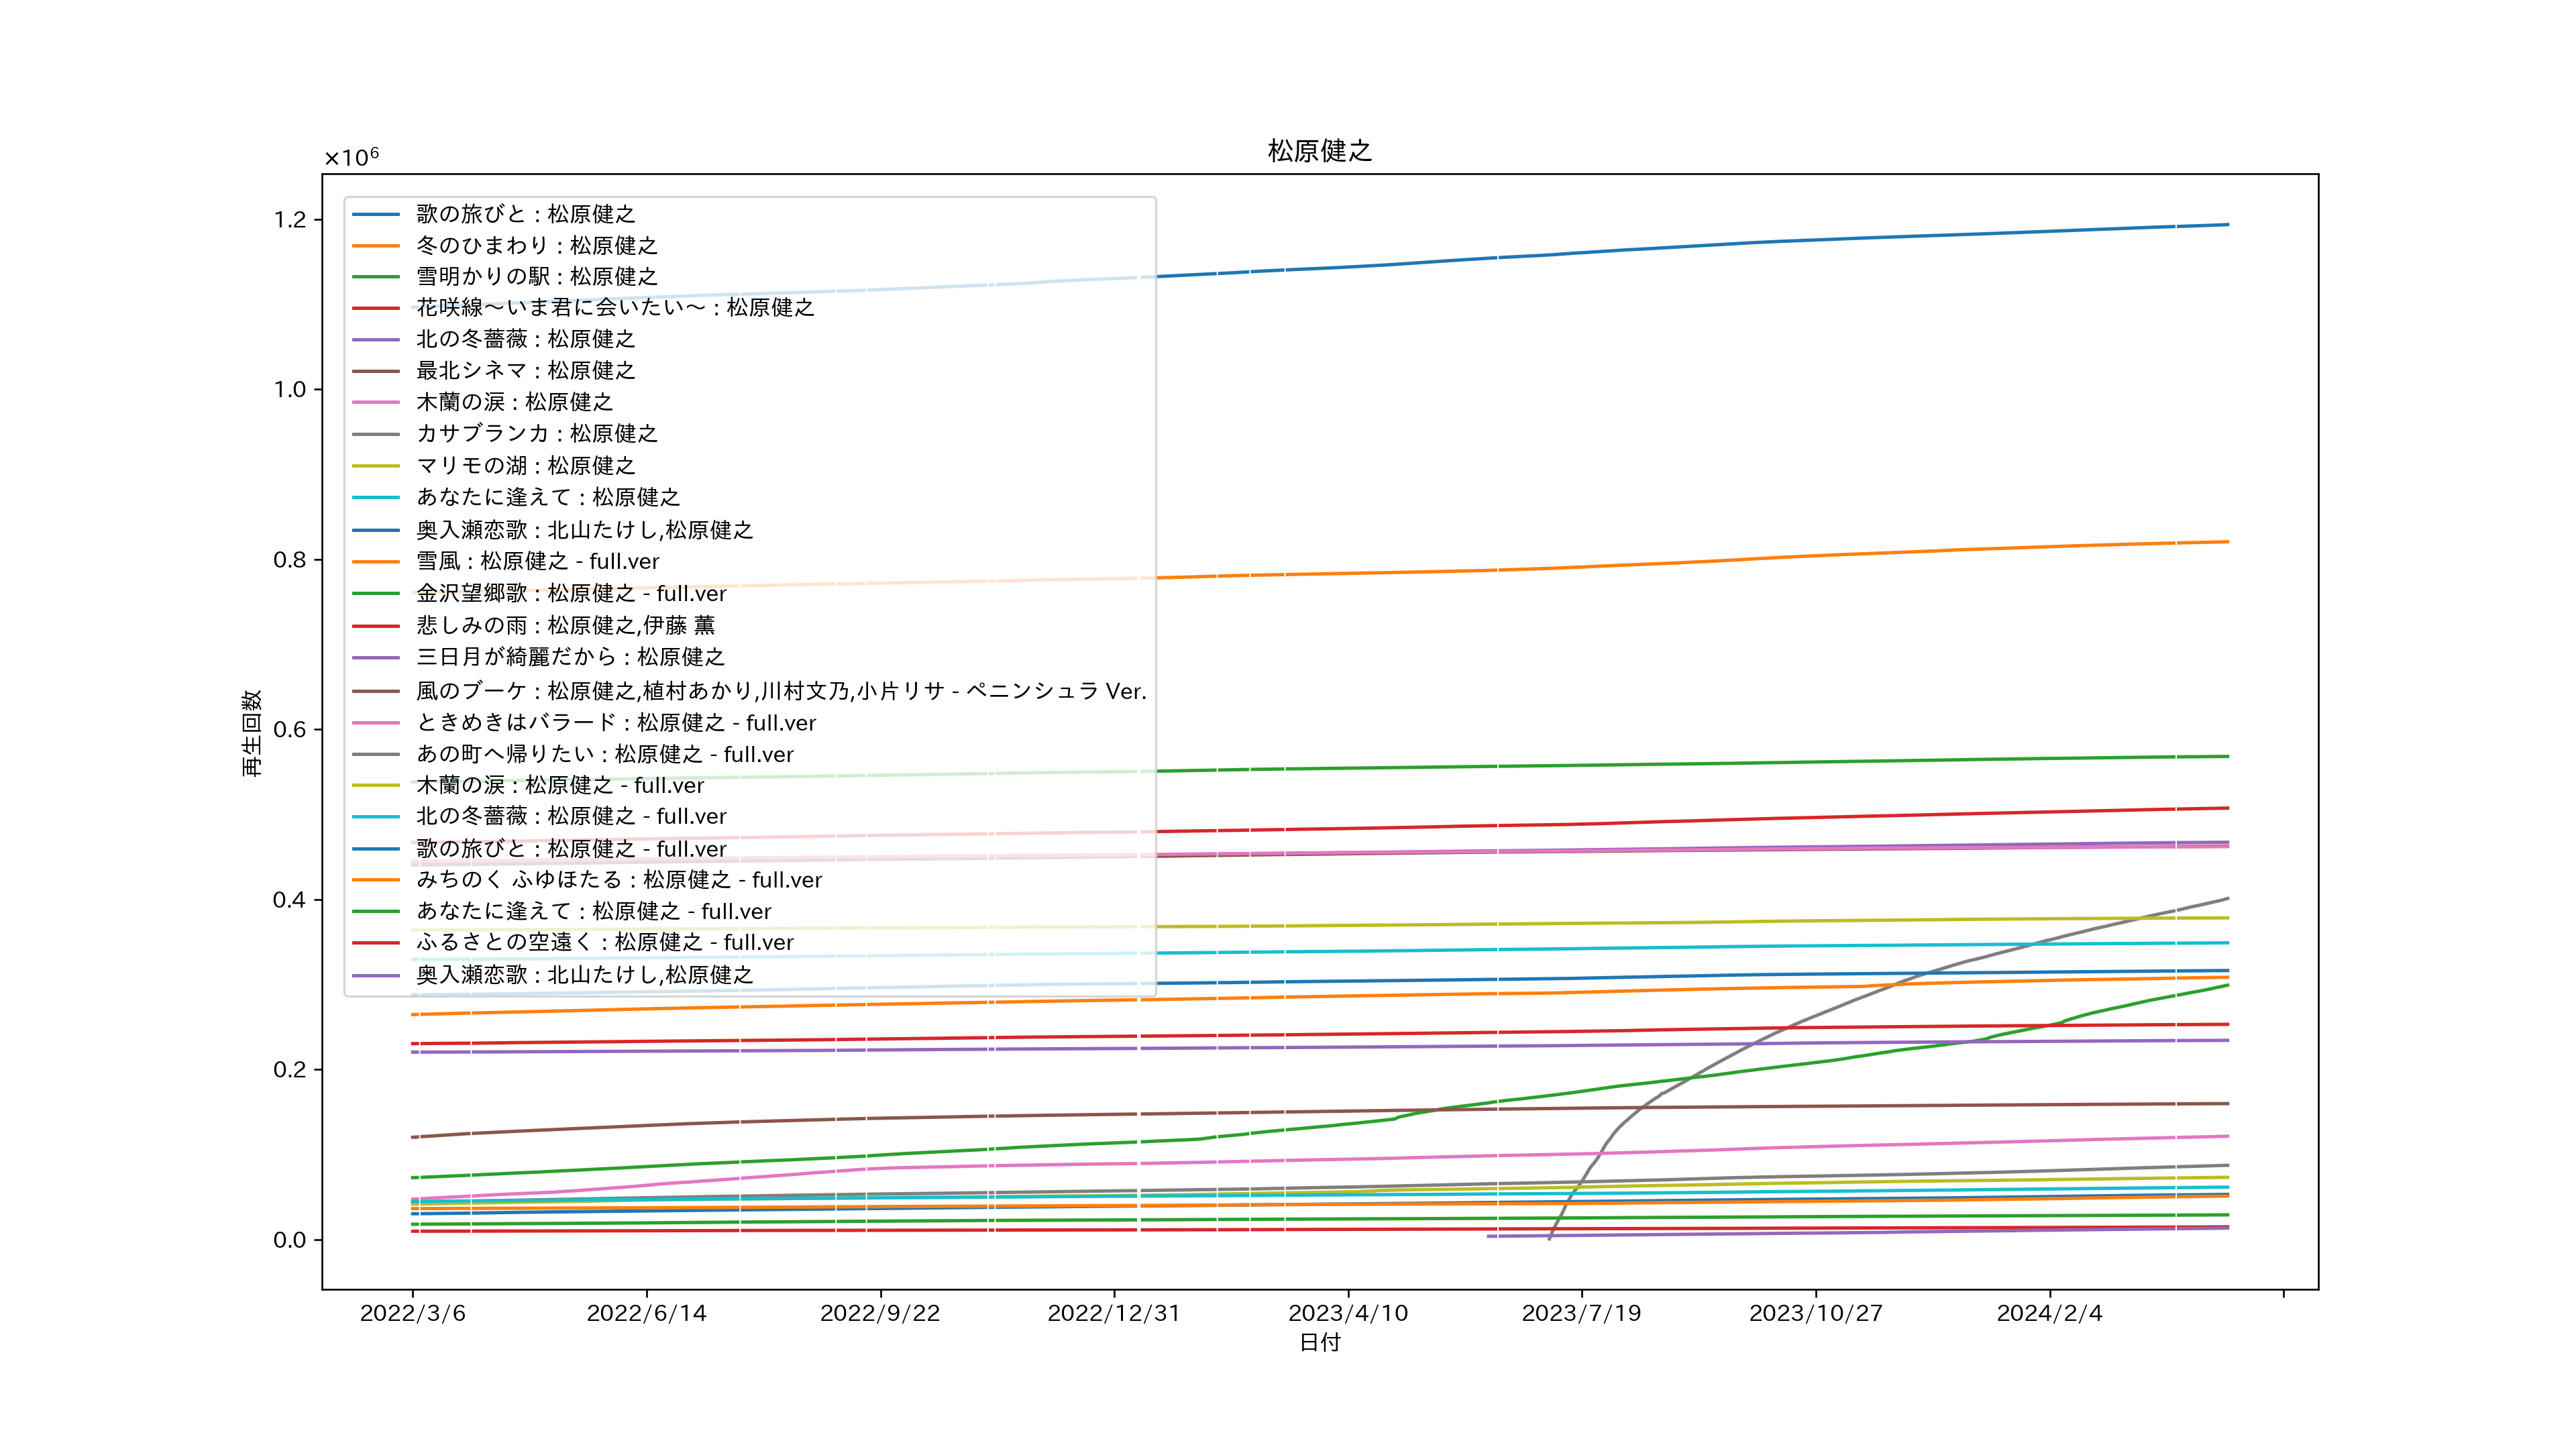 松原健之
×10⁶
1.2
1.0
0.8
0.6
0.4
0.2
0.0
再生回数
歌の旅びと : 松原健之
冬のひまわり : 松原健之
雪明かりの駅 : 松原健之
花咲線～いま君に会いたい～ : 松原健之
北の冬薔薇 : 松原健之
最北シネマ : 松原健之
木蘭の涙 : 松原健之
カサブランカ : 松原健之
マリモの湖 : 松原健之
あなたに逢えて : 松原健之
奥入瀬恋歌 : 北山たけし,松原健之
雪風 : 松原健之 - full.ver
金沢望郷歌 : 松原健之 - full.ver
悲しみの雨 : 松原健之,伊藤 薫
三日月が綺麗だから : 松原健之
風のブーケ : 松原健之,植村あかり,川村文乃,小片リサ - ペニンシュラ Ver.
ときめきはバラード : 松原健之 - full.ver
あの町へ帰りたい : 松原健之 - full.ver
木蘭の涙 : 松原健之 - full.ver
北の冬薔薇 : 松原健之 - full.ver
歌の旅びと : 松原健之 - full.ver
みちのく ふゆほたる : 松原健之 - full.ver
あなたに逢えて : 松原健之 - full.ver
ふるさとの空遠く : 松原健之 - full.ver
奥入瀬恋歌 : 北山たけし,松原健之
2022/3/6 2022/6/14 2022/9/22 2022/12/31 2023/4/10 2023/7/19 2023/10/27 2024/2/4
日付